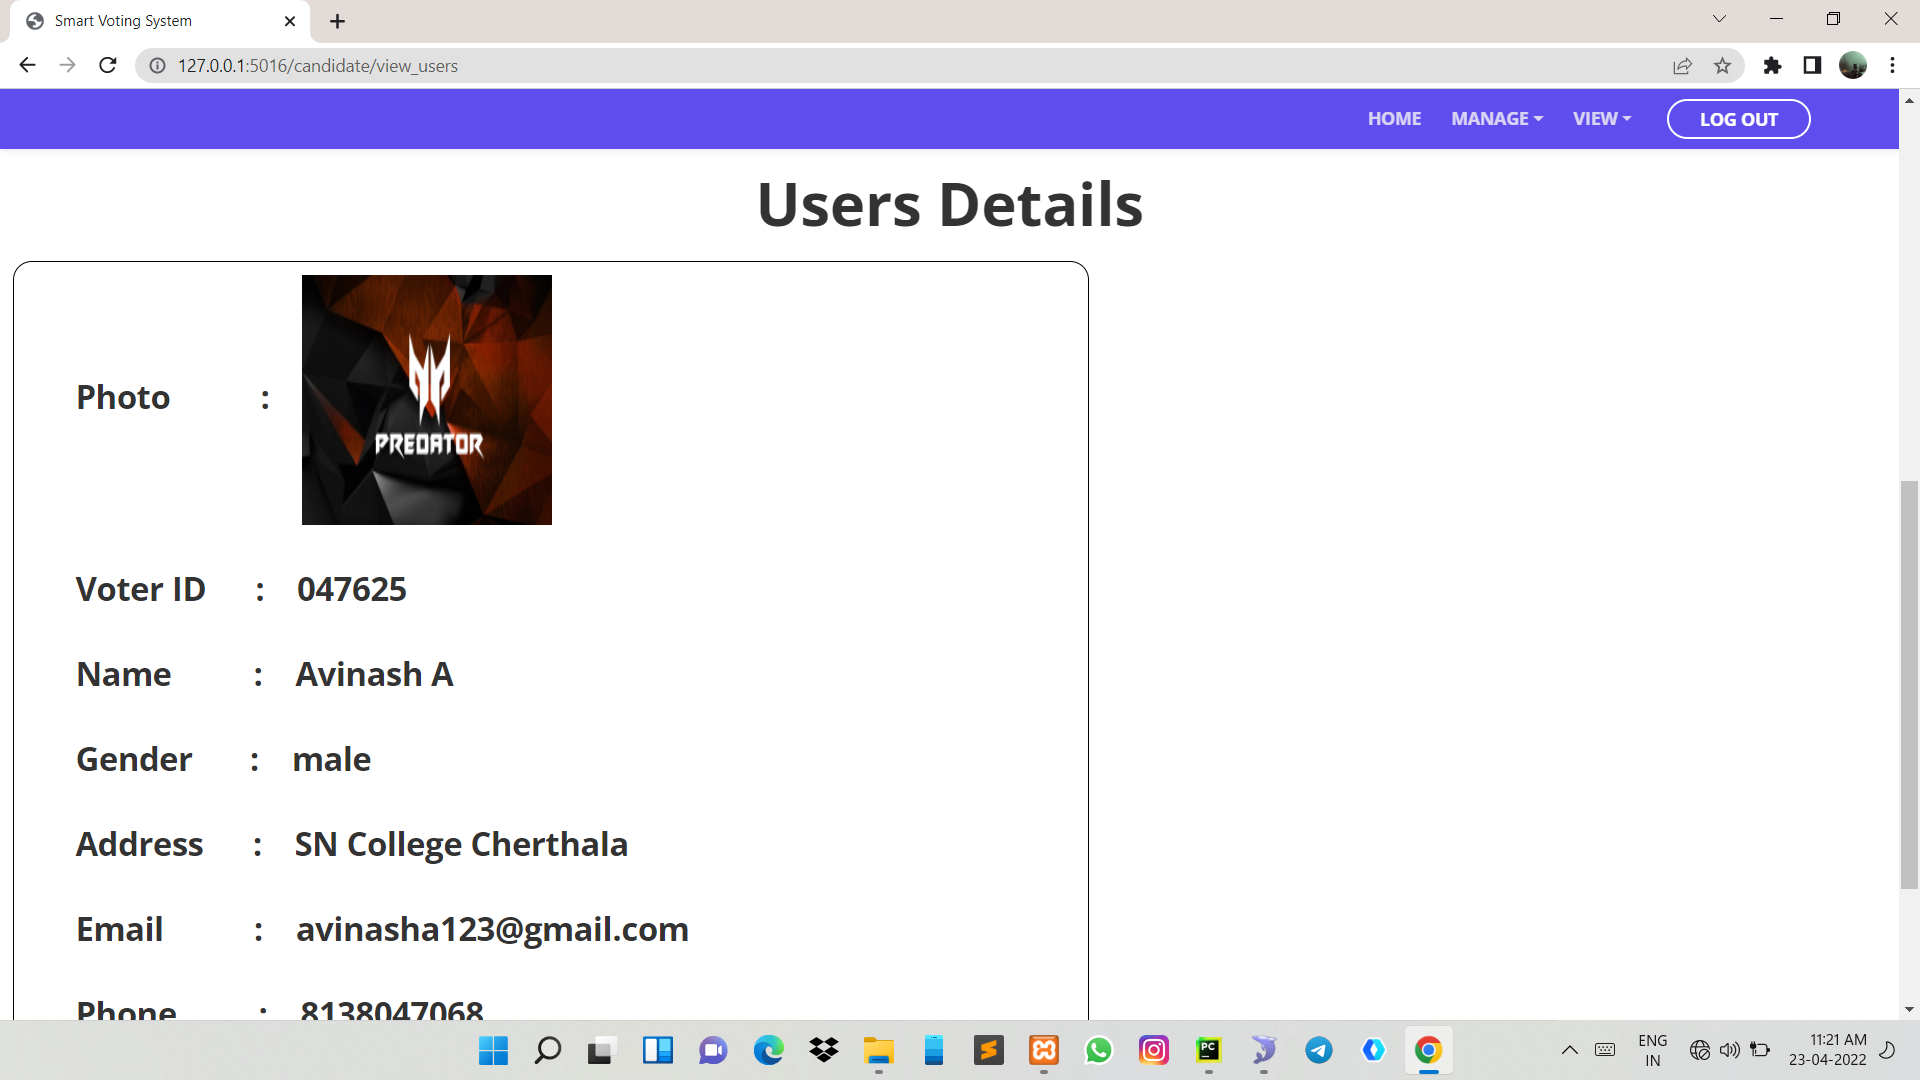 Smart Voting System
127.0.0.1:5016/candidate/view_users
HOME MANAGE VIEW LOG OUT
Users Details
PREDATOR
Photo :
Voter ID : 047625
Name : Avinash A
Gender : male
Address : SN College Cherthala
Email : avinasha123@gmail.com
Phone : 8138047068
PC
ENG
IN
11:21 AM
23-04-2022